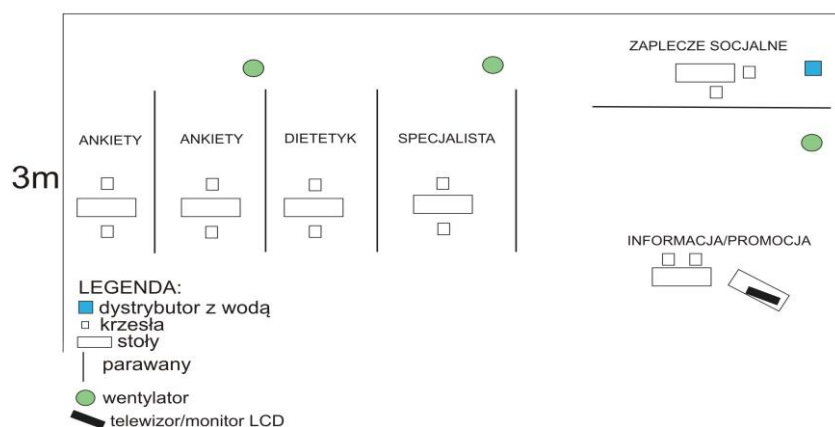 ZAPLECZE SOCJALNE
ANKIETY
ANKIETY
DIETETYK
SPECJALISTA
3m
INFORMACJA/PROMOCJA
LEGENDA:
dystrybutor z wodą
krzesła
stoły
parawany
wentylator
telewizor/monitor LCD